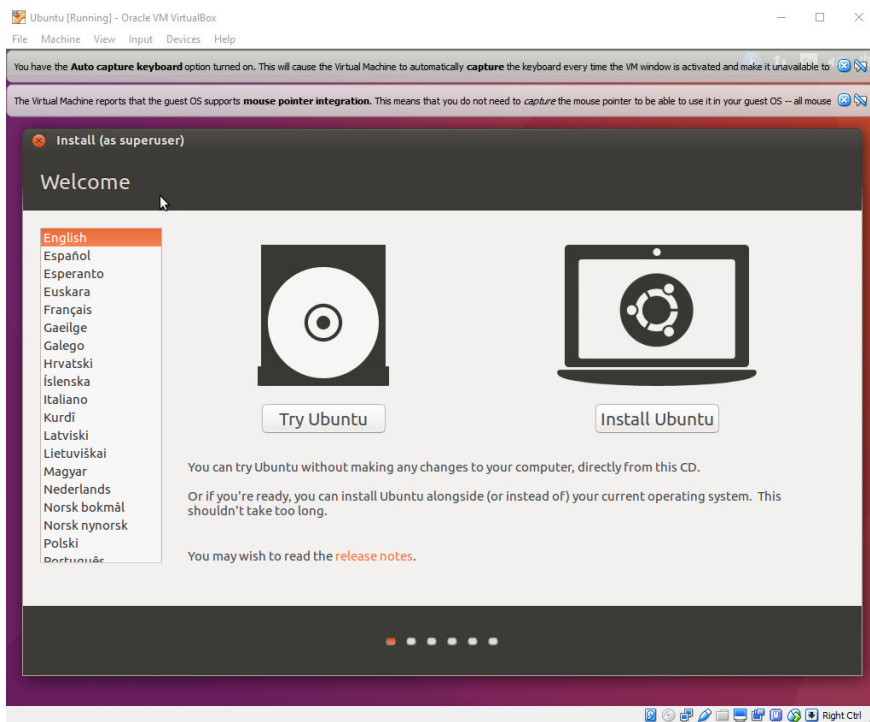 Ubuntu [Running] - Oracle VM VirtualBox
File Machine View Input Devices Help
You have the Auto capture keyboard option turned on. This will cause the Virtual Machine to automatically capture the keyboard every time the VM window is activated and make it unavailable to
The Virtual Machine reports that the guest OS supports mouse pointer integration. This means that you do not need to capture the mouse pointer to be able to use it in your guest OS -- all mouse
Install (as superuser)
Welcome
English
Español
Esperanto
Euskara
Français
Gaeilge
Galego
Hrvatski
Íslenska
Italiano
Kurdî
Latviski
Lietuviškai
Magyar
Nederlands
Norsk bokmål
Norsk nynorsk
Polski
Português
Try Ubuntu
Install Ubuntu
You can try Ubuntu without making any changes to your computer, directly from this CD.
Or if you're ready, you can install Ubuntu alongside (or instead of) your current operating system. This
shouldn't take too long.
You may wish to read the release notes.
Right Ctrl